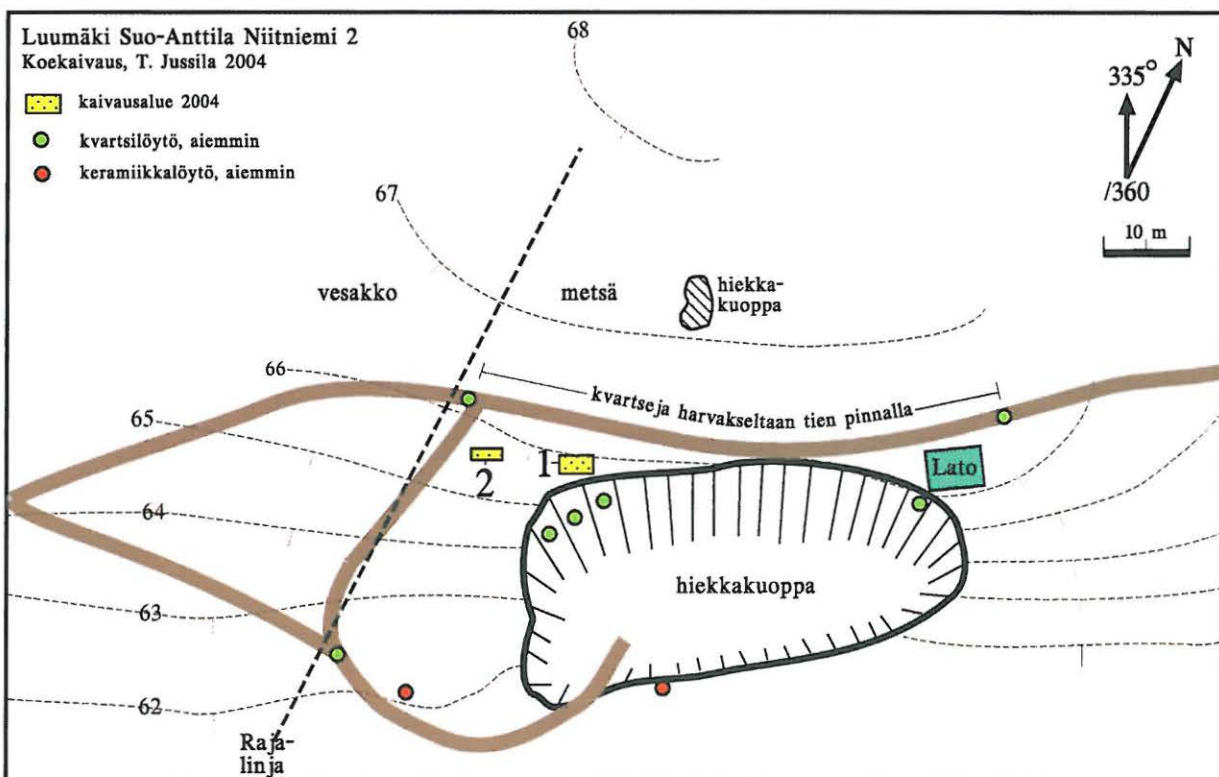 Luumäki Suo-Anttila Niitniemi 2
Koekaivaus, T. Jussila 2004
kaivausalue 2004
kvartsilöytö, aiemmin
keramiikkalöytö, aiemmin
68
N
335°
/360
10 m
67
vesakko
metsä
hiekka-
kuoppa
66
kvartseja harvakseltaan tien pinnalla
65
2
1
Lato
64
hiekkakuoppa
63
62
Raja-
linja